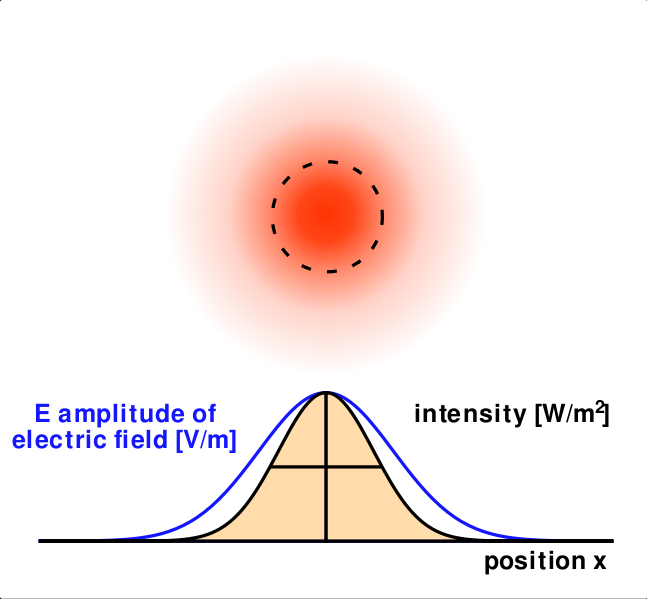 E amplitude of
electric field [V/m]
intensity [W/m²]
position x